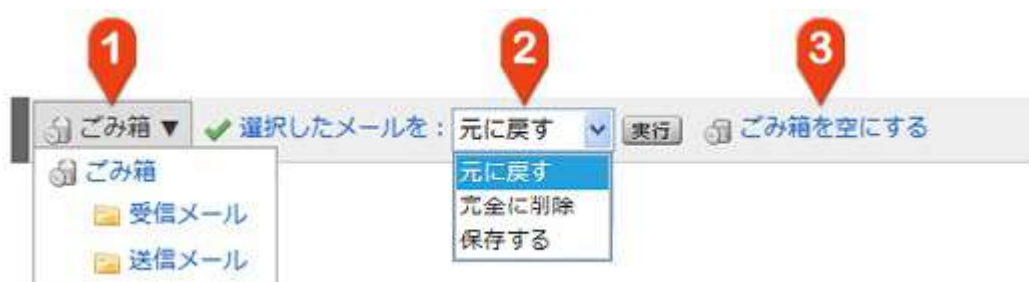 1
2
3
ごみ箱 ▼ 選択したメールを： 元に戻す 実行 ごみ箱を空にする
ごみ箱
受信メール
送信メール
元に戻す
完全に削除
保存する